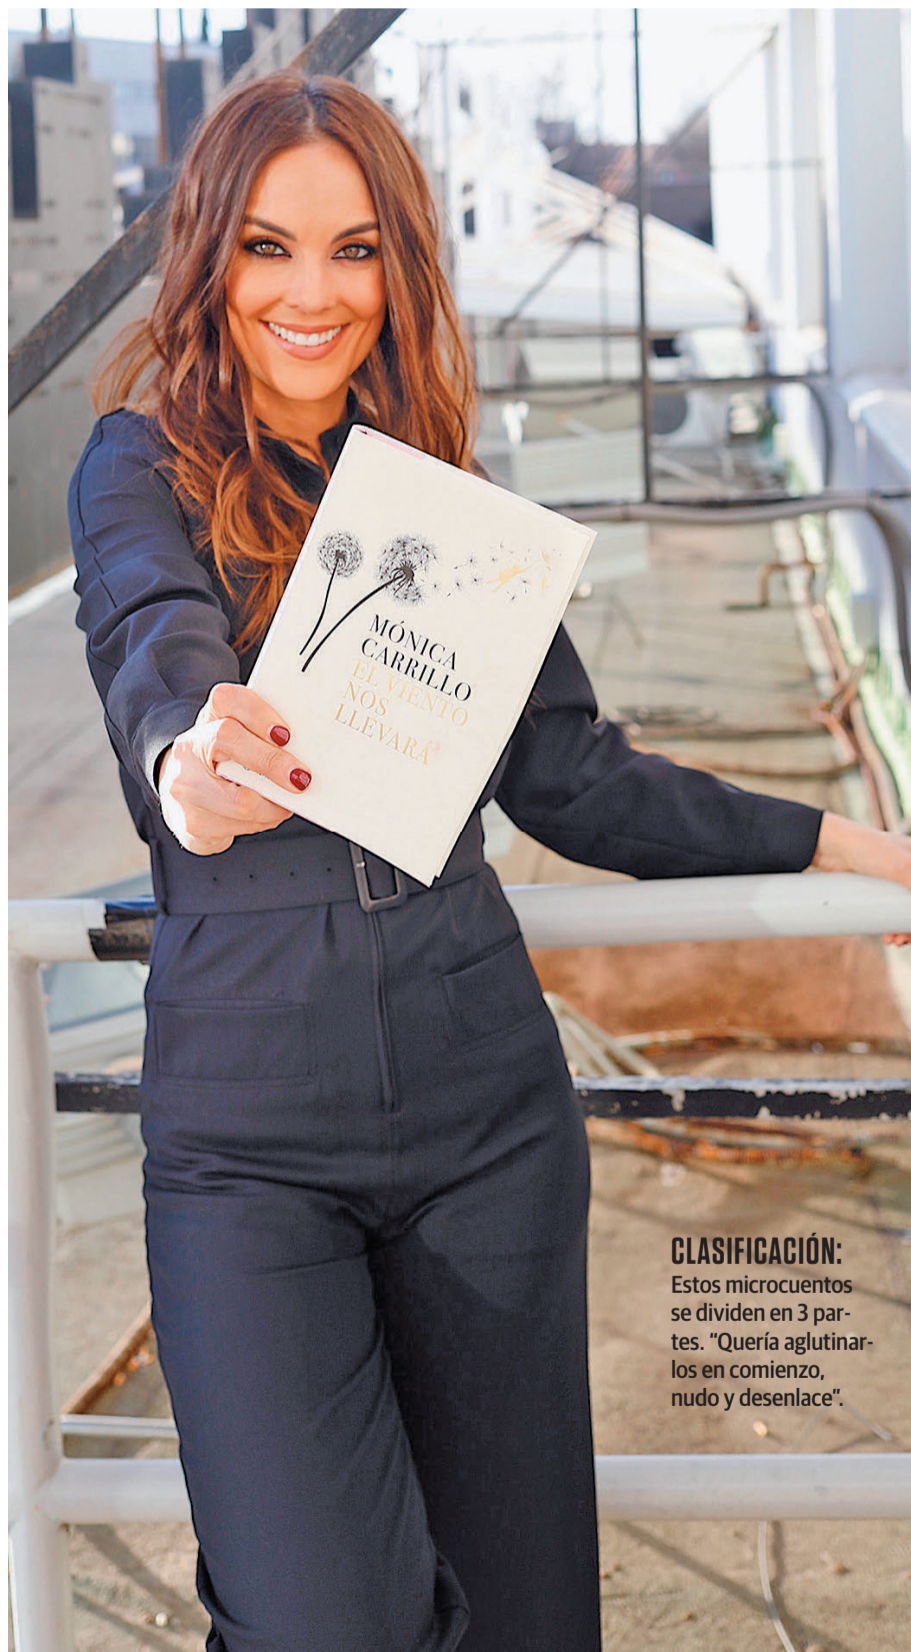 MÓNICA
CARRILLO
EL VIENTO
NOS
LLEVARÁ
CLASIFICACIÓN:
Estos microcuentos
se dividen en 3 par-
tes. “Quería aglutinar-
los en comienzo,
nudo y desenlace”.